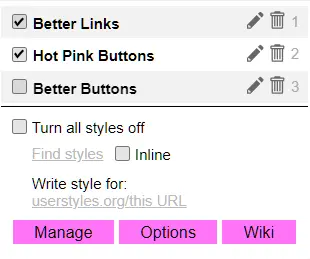 Better Links 1
Hot Pink Buttons 2
Better Buttons 3
Turn all styles off
Find styles Inline
Write style for:
userstyles.org/this URL
Manage Options Wiki